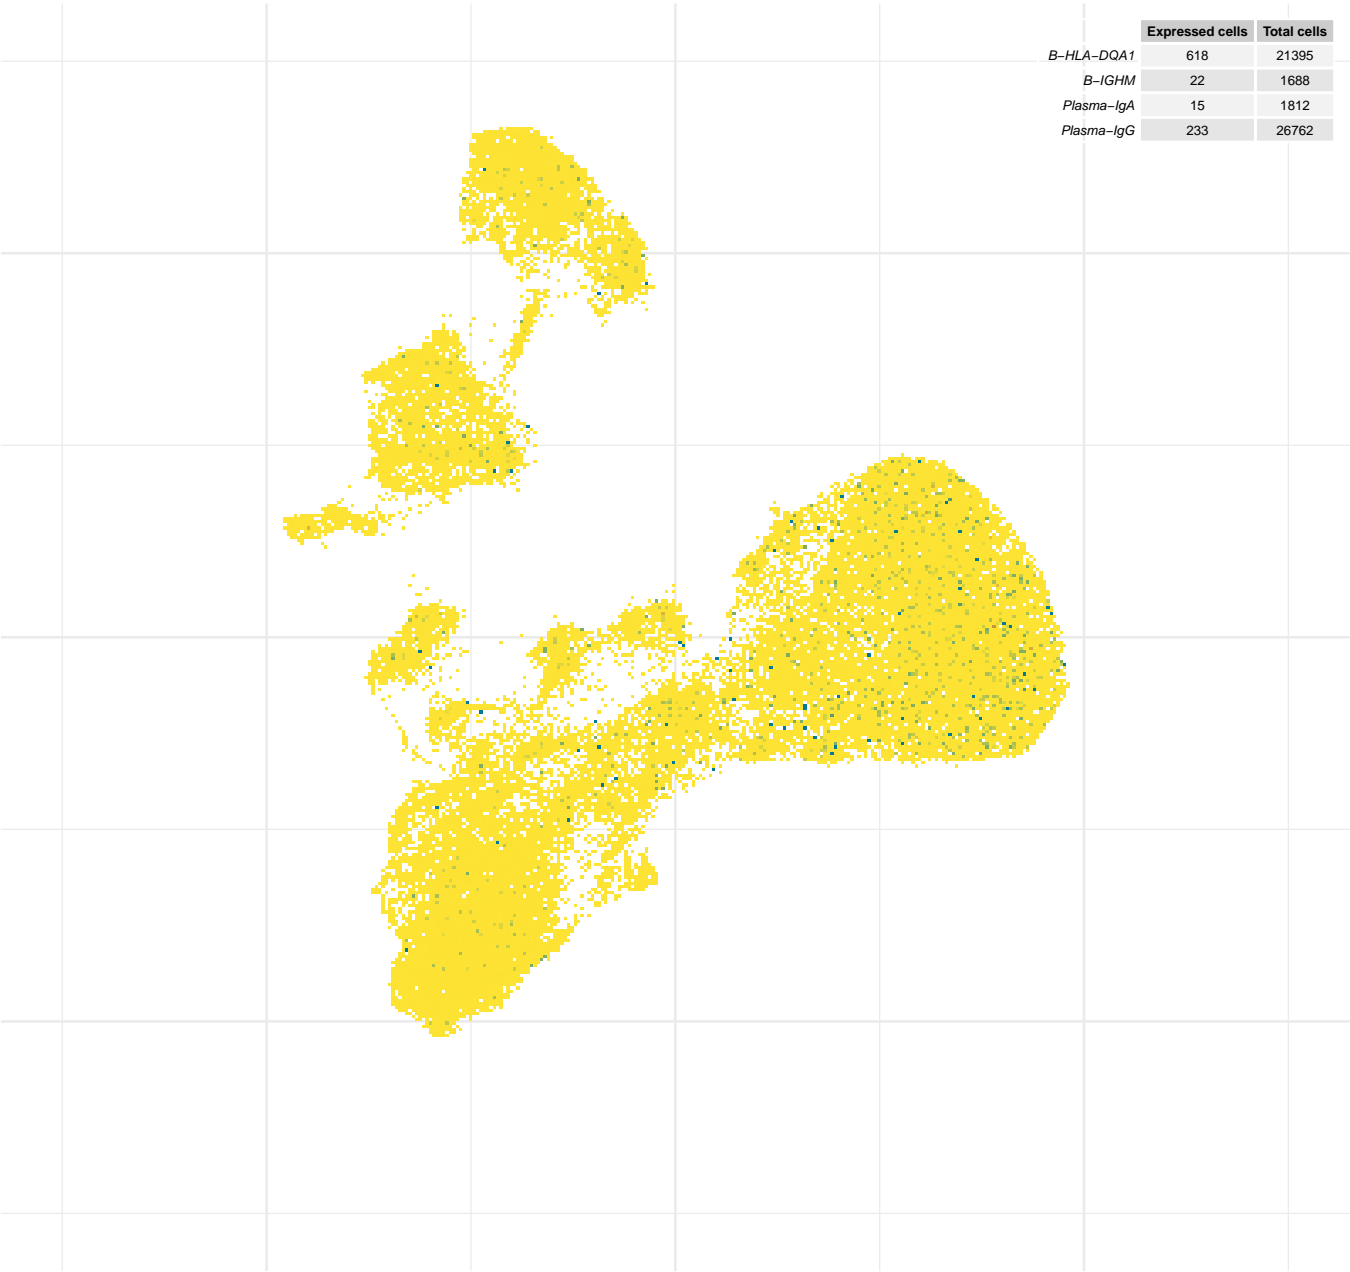 Expressed cells Total cells
B−HLA−DQA1 618 21395
B−IGHM 22 1688
Plasma−IgA 15 1812
Plasma−IgG 233 26762